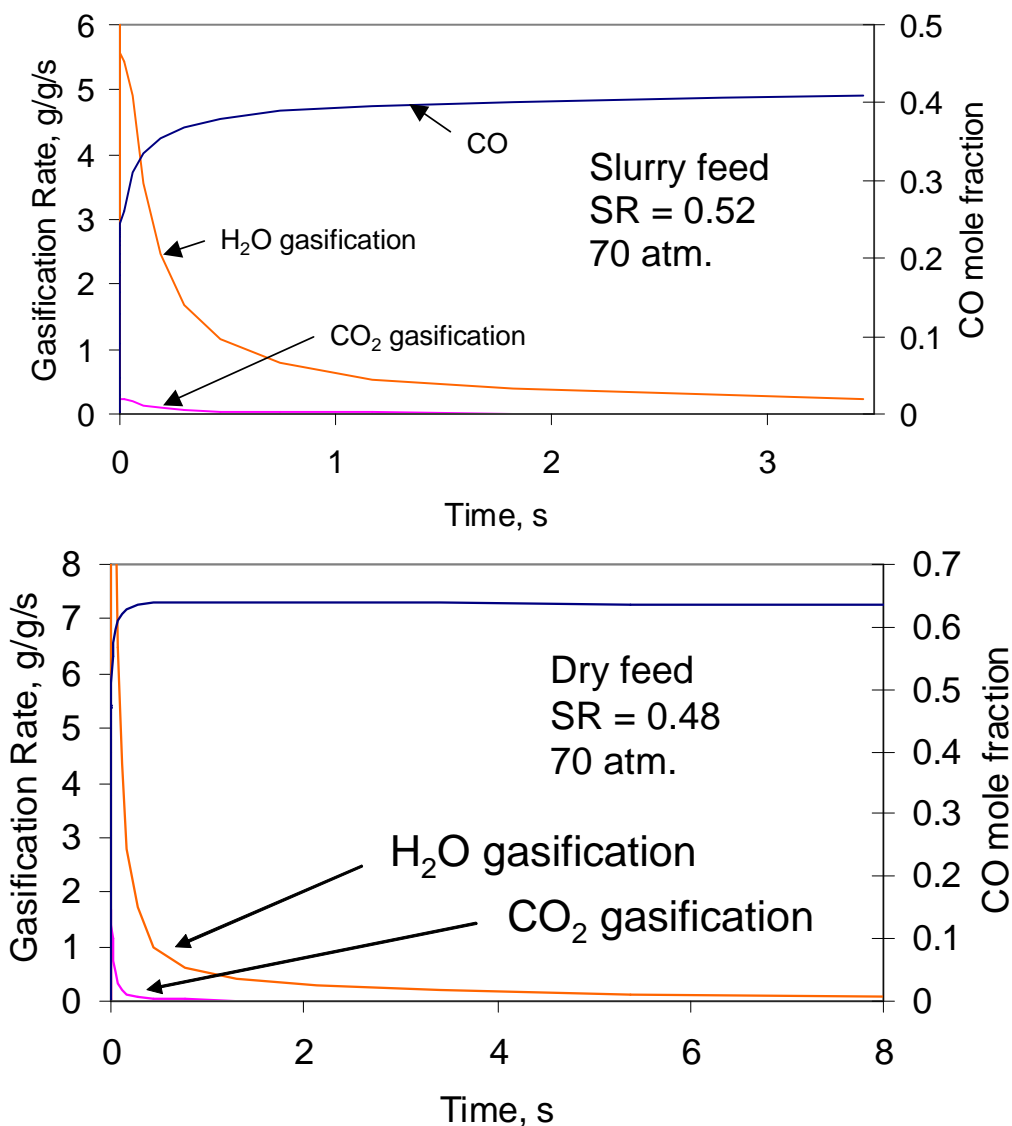 6
5
4
3
2
1
0
Gasification Rate, g/g/s
0.5
0.4
0.3
0.2
0.1
0
CO mole fraction
CO
Slurry feed
SR = 0.52
70 atm.
H₂O gasification
CO₂ gasification
0 1 2 3
Time, s
8
7
6
5
4
3
2
1
0
Gasification Rate, g/g/s
0.7
0.6
0.5
0.4
0.3
0.2
0.1
0
CO mole fraction
Dry feed
SR = 0.48
70 atm.
H₂O gasification
CO₂ gasification
0 2 4 6 8
Time, s